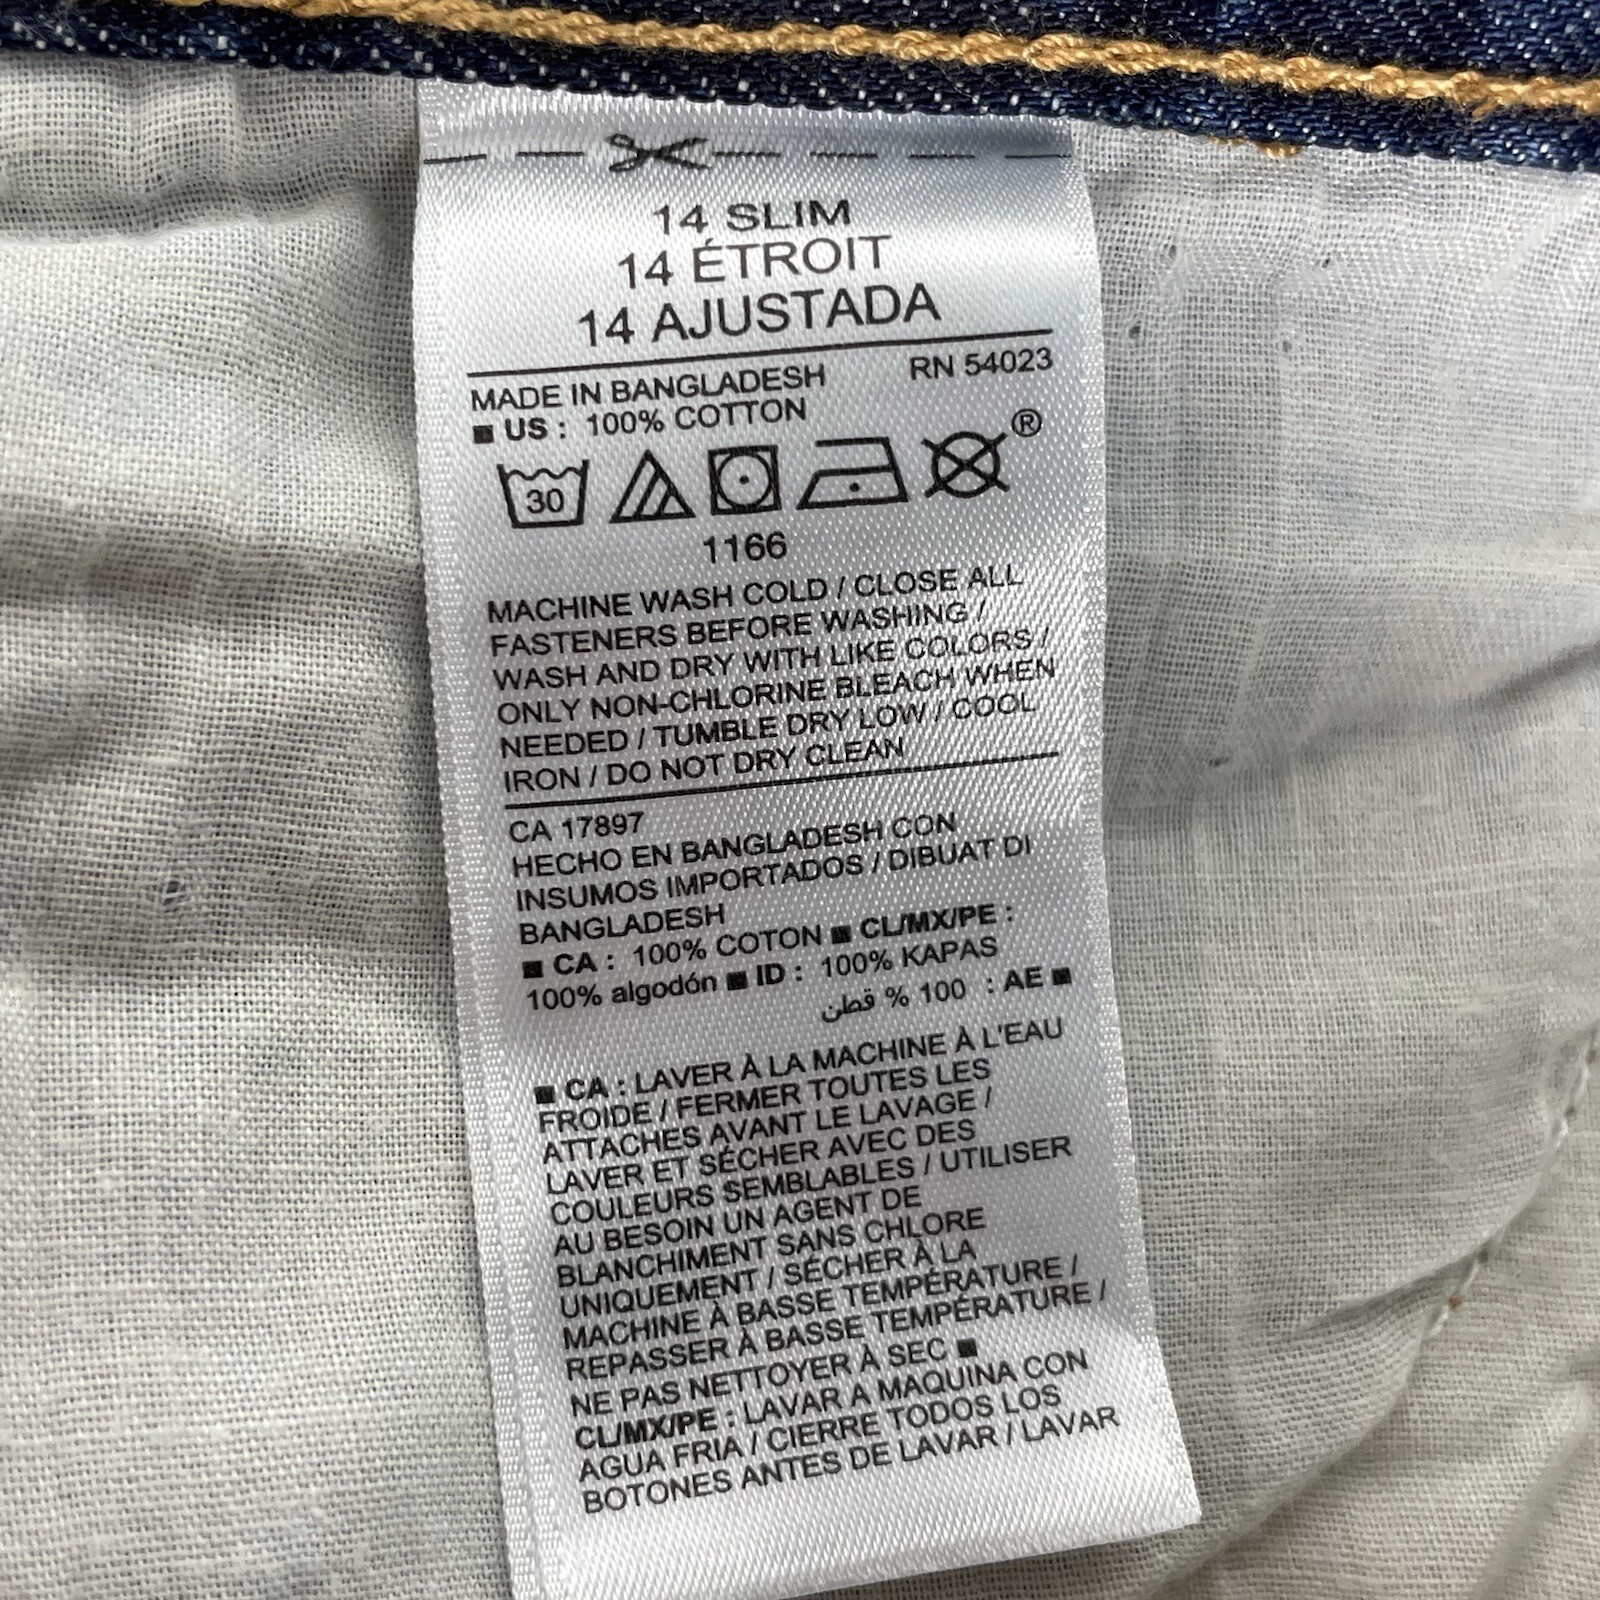 14 SLIM
14 ÉTROIT
14 AJUSTADA
MADE IN BANGLADESH RN 54023
■ US : 100% COTTON
30 ®
1166
MACHINE WASH COLD / CLOSE ALL
FASTENERS BEFORE WASHING /
WASH AND DRY WITH LIKE COLORS /
ONLY NON-CHLORINE BLEACH WHEN
NEEDED / TUMBLE DRY LOW / COOL
IRON / DO NOT DRY CLEAN
CA 17897
HECHO EN BANGLADESH CON
INSUMOS IMPORTADOS / DIBUAT DI
BANGLADESH
■ CA : 100% COTON ■ CL/MX/PE :
100% algodón ■ ID : 100% KAPAS
■ AE : 100 % قطن
■ CA : LAVER À LA MACHINE À L'EAU
FROIDE / FERMER TOUTES LES
ATTACHES AVANT LE LAVAGE /
LAVER ET SÉCHER AVEC DES
COULEURS SEMBLABLES / UTILISER
AU BESOIN UN AGENT DE
BLANCHIMENT SANS CHLORE
UNIQUEMENT / SÉCHER À LA
MACHINE À BASSE TEMPÉRATURE /
REPASSER À BASSE TEMPÉRATURE /
NE PAS NETTOYER À SEC ■
CL/MX/PE : LAVAR A MAQUINA CON
AGUA FRIA / CIERRE TODOS LOS
BOTONES ANTES DE LAVAR / LAVAR